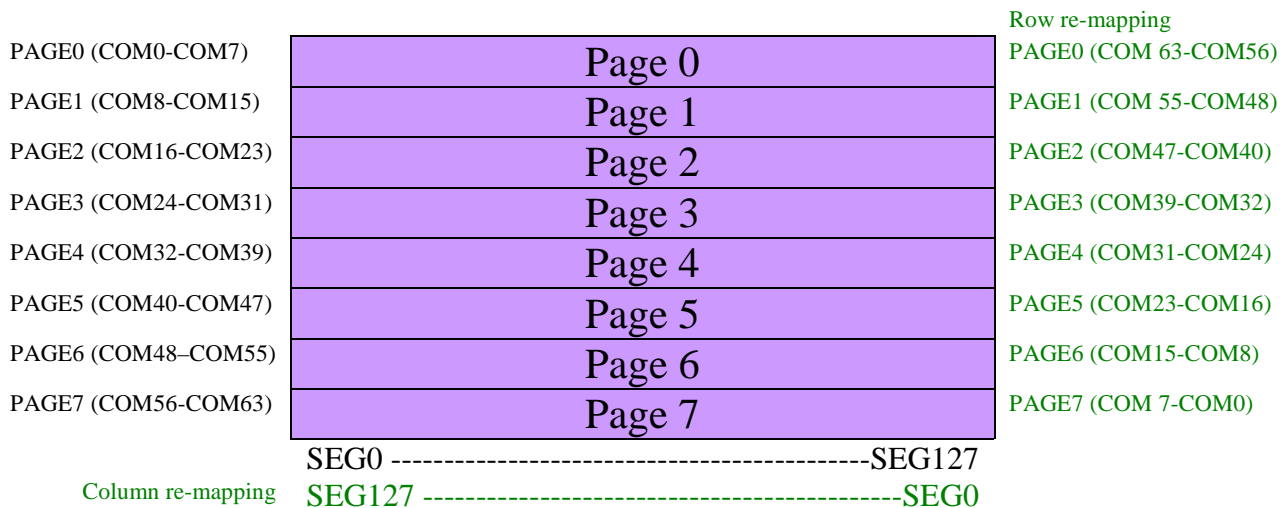 Row re-mapping
PAGE0 (COM0-COM7) Page 0 PAGE0 (COM 63-COM56)
PAGE1 (COM8-COM15) Page 1 PAGE1 (COM 55-COM48)
PAGE2 (COM16-COM23) Page 2 PAGE2 (COM47-COM40)
PAGE3 (COM24-COM31) Page 3 PAGE3 (COM39-COM32)
PAGE4 (COM32-COM39) Page 4 PAGE4 (COM31-COM24)
PAGE5 (COM40-COM47) Page 5 PAGE5 (COM23-COM16)
PAGE6 (COM48–COM55) Page 6 PAGE6 (COM15-COM8)
PAGE7 (COM56-COM63) Page 7 PAGE7 (COM 7-COM0)
SEG0 ---------------------------------------------SEG127
Column re-mapping SEG127 ---------------------------------------------SEG0